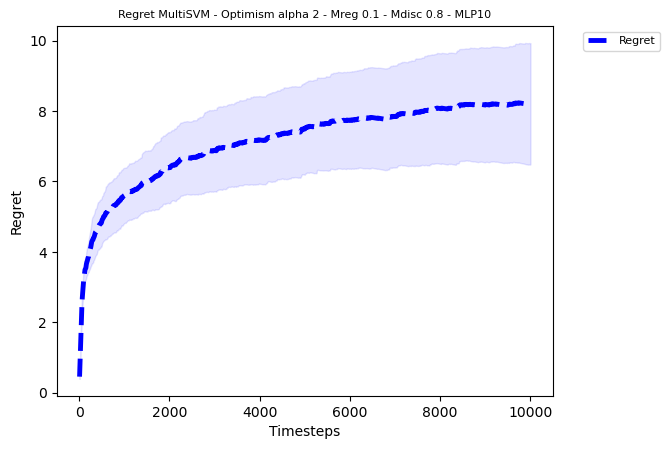 Regret MultiSVM - Optimism alpha 2 - Mreg 0.1 - Mdisc 0.8 - MLP10
Regret
10
8
6
4
2
0
Regret
0 2000 4000 6000 8000 10000
Timesteps